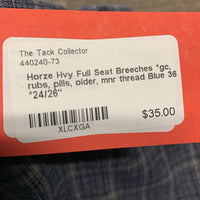 The Tack Collector
440240-73
Horze Hvy Full Seat Breeches *gc,
rubs, pills, older, mnr thread Blue 36
*24/26"
$35.00
XLCXGA